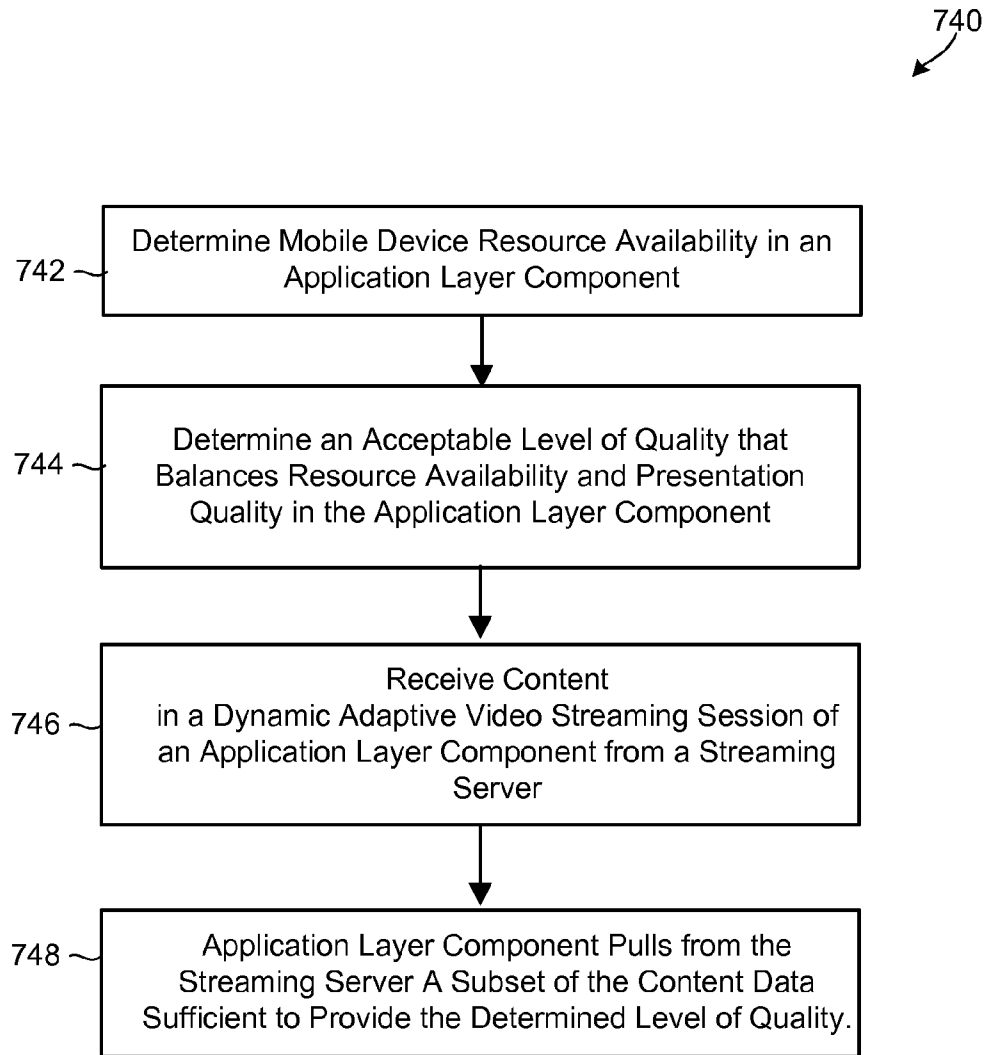 740
742
Determine Mobile Device Resource Availability in an
Application Layer Component
744
Determine an Acceptable Level of Quality that
Balances Resource Availability and Presentation
Quality in the Application Layer Component
746
Receive Content
in a Dynamic Adaptive Video Streaming Session of
an Application Layer Component from a Streaming
Server
748
Application Layer Component Pulls from the
Streaming Server A Subset of the Content Data
Sufficient to Provide the Determined Level of Quality.